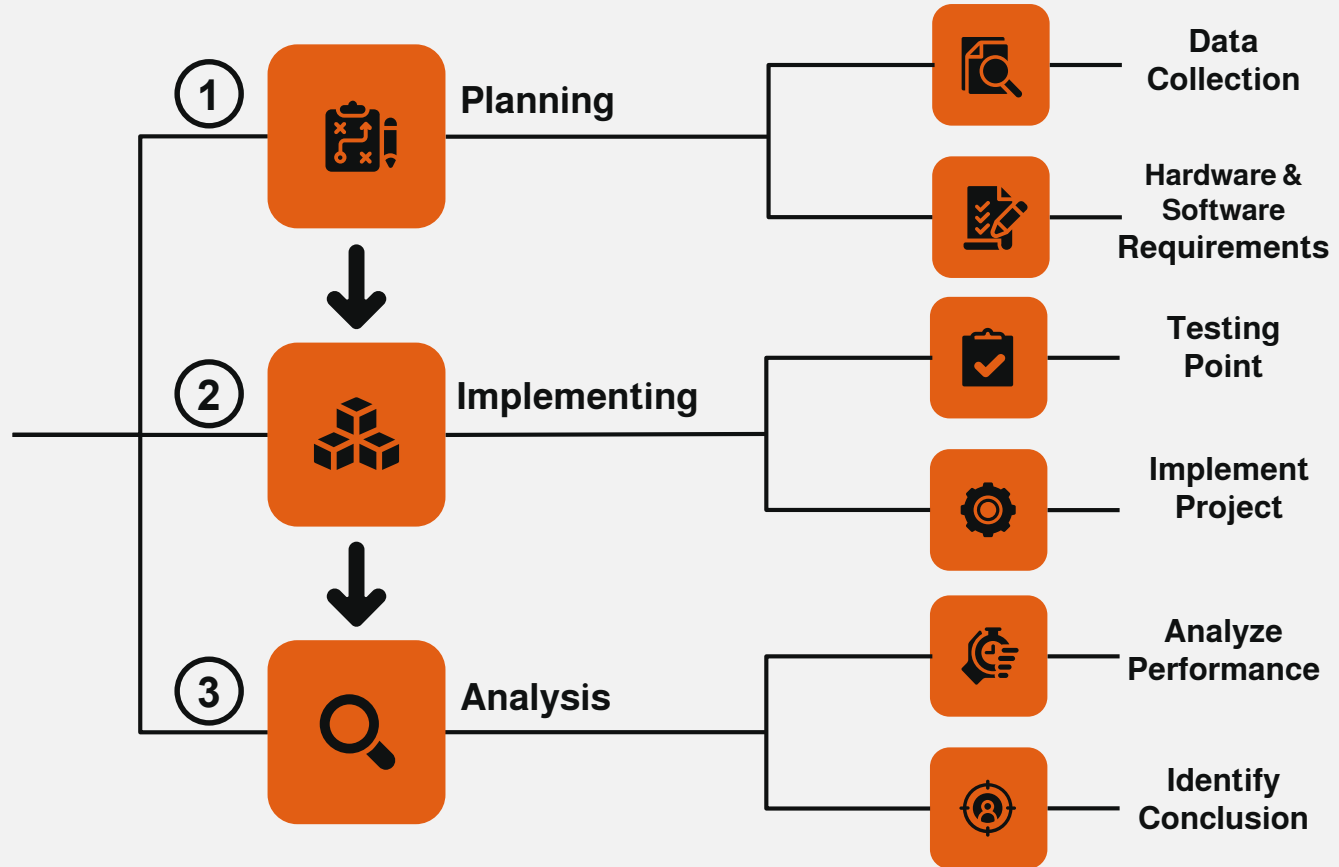 1
Planning
Data
Collection
Hardware &
Software
Requirements
2
Implementing
Testing
Point
Implement
Project
3
Analysis
Analyze
Performance
Identify
Conclusion